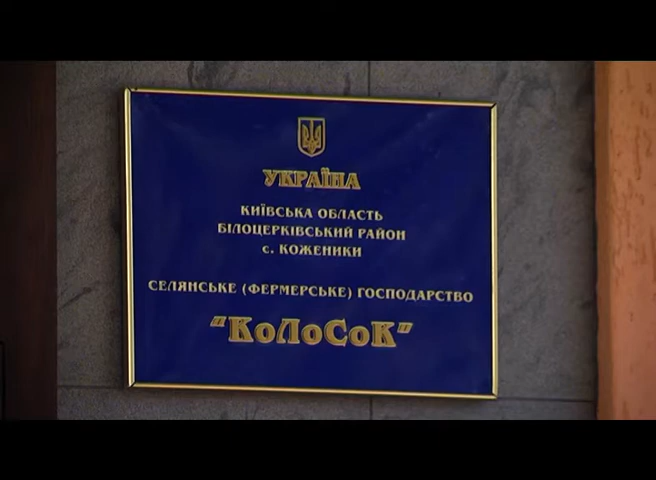 УКРАЇНА
КИЇВСЬКА ОБЛАСТЬ
БІЛОЦЕРКІВСЬКИЙ РАЙОН
с. КОЖЕНИКИ
СЕЛЯНСЬКЕ (ФЕРМЕРСЬКЕ) ГОСПОДАРСТВО
"КоЛоСоК"